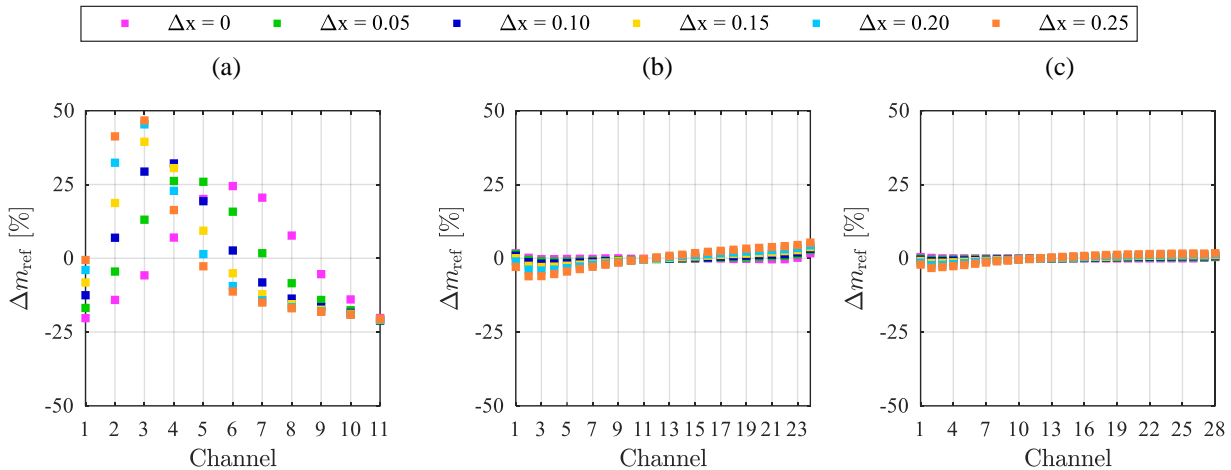 Δx = 0 Δx = 0.05 Δx = 0.10 Δx = 0.15 Δx = 0.20 Δx = 0.25
(a) (b) (c)
50 50 50
25 25 25
0 0 0
-25 -25 -25
-50 -50 -50
Δm_ref [%] Δm_ref [%] Δm_ref [%]
1 2 3 4 5 6 7 8 9 10 11 1 3 5 7 9 11 13 15 17 19 21 23 1 4 7 10 13 16 19 22 25 28
Channel Channel Channel